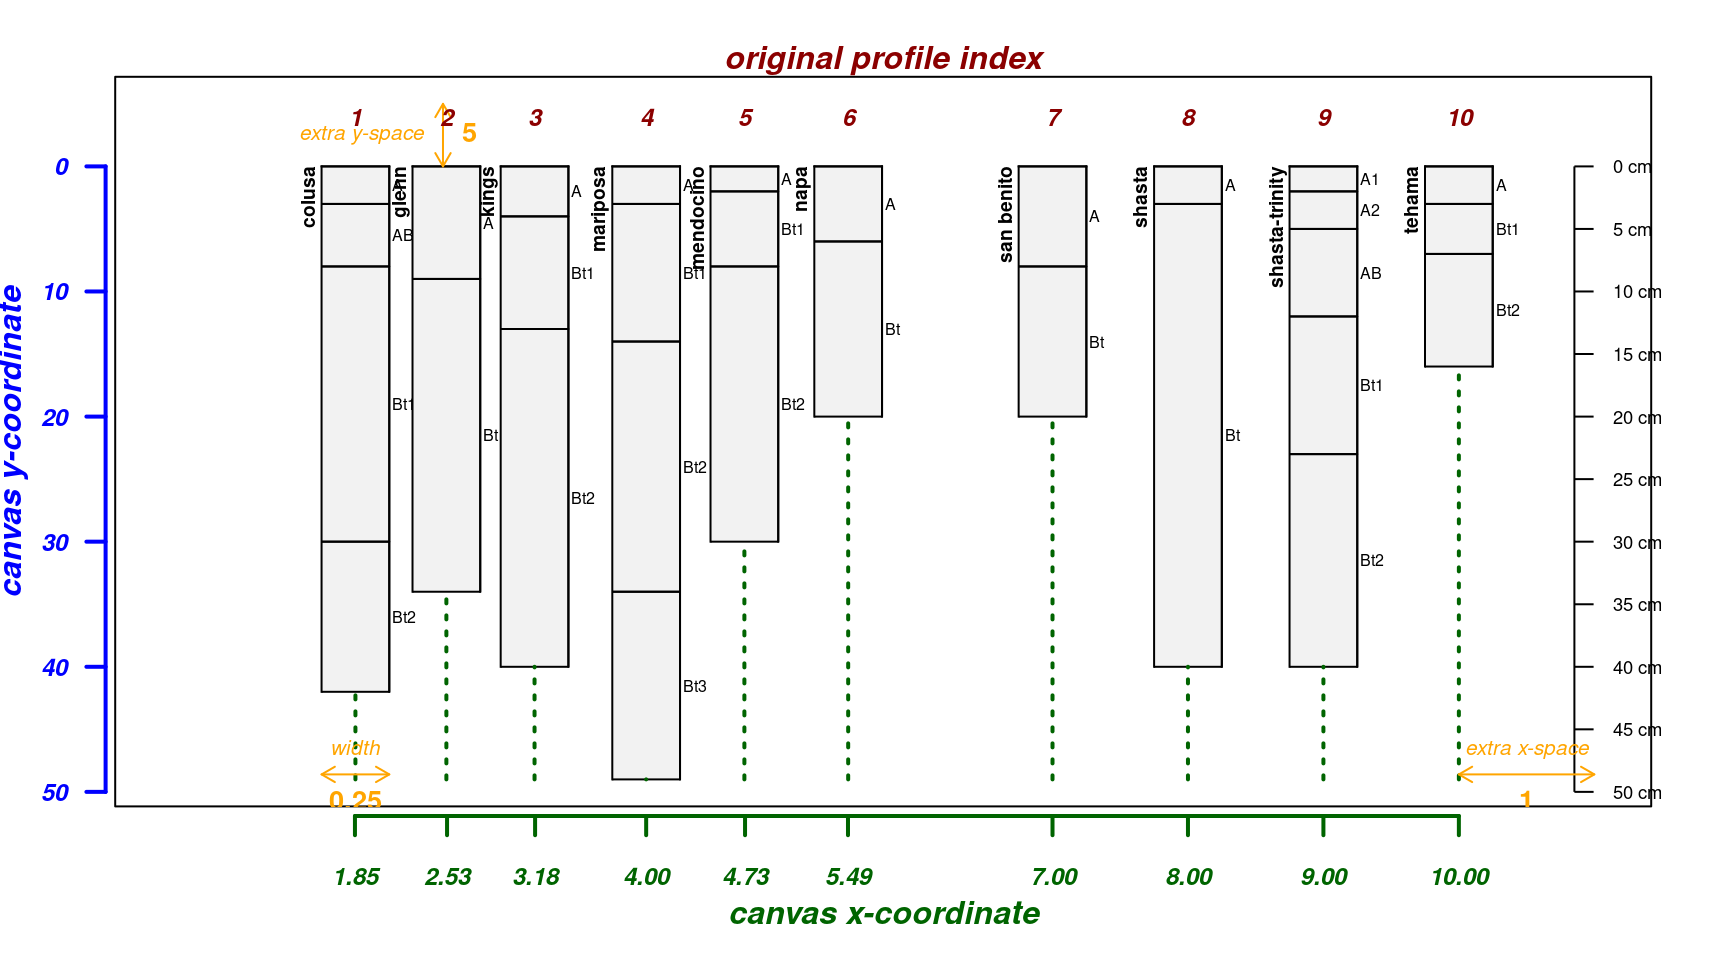 original profile index
1 2 3 4 5 6 7 8 9 10
extra y-space 5
canvas y-coordinate
0
10
20
30
40
50
colusa
A
AB
Bt1
Bt2
glenn
A
Bt
kings
A
Bt1
Bt2
mariposa
A
Bt1
Bt2
Bt3
mendocino
A
Bt1
Bt2
napa
A
Bt
san benito
A
Bt
shasta
A
Bt
shasta-trinity
A1
A2
AB
Bt1
Bt2
tehama
A
Bt1
Bt2
0 cm
5 cm
10 cm
15 cm
20 cm
25 cm
30 cm
35 cm
40 cm
45 cm
50 cm
width
0.25
extra x-space
1
1.85 2.53 3.18 4.00 4.73 5.49 7.00 8.00 9.00 10.00
canvas x-coordinate